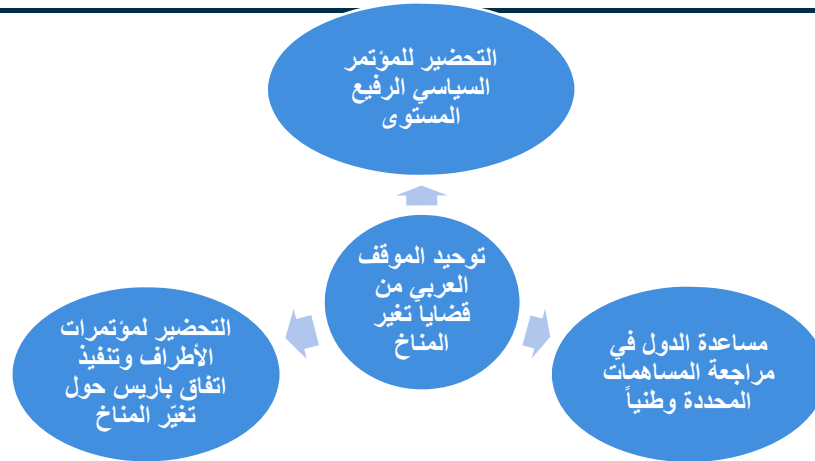 التحضير للمؤتمر
السياسي الرفيع
المستوى
توحيد الموقف
العربي من
قضايا تغير
المناخ
مساعدة الدول في
مراجعة المساهمات
المحددة وطنياً
التحضير لمؤتمرات
الأطراف وتنفيذ
اتفاق باريس حول
تغيّر المناخ